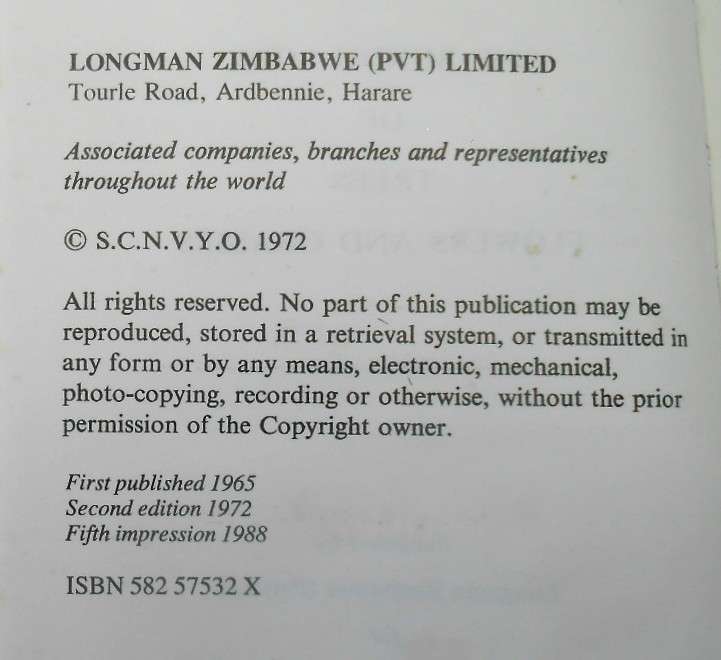 LONGMAN ZIMBABWE (PVT) LIMITED
Tourle Road, Ardbennie, Harare
Associated companies, branches and representatives
throughout the world
© S.C.N.V.Y.O. 1972
All rights reserved. No part of this publication may be
reproduced, stored in a retrieval system, or transmitted in
any form or by any means, electronic, mechanical,
photo-copying, recording or otherwise, without the prior
permission of the Copyright owner.
First published 1965
Second edition 1972
Fifth impression 1988
ISBN 582 57532 X